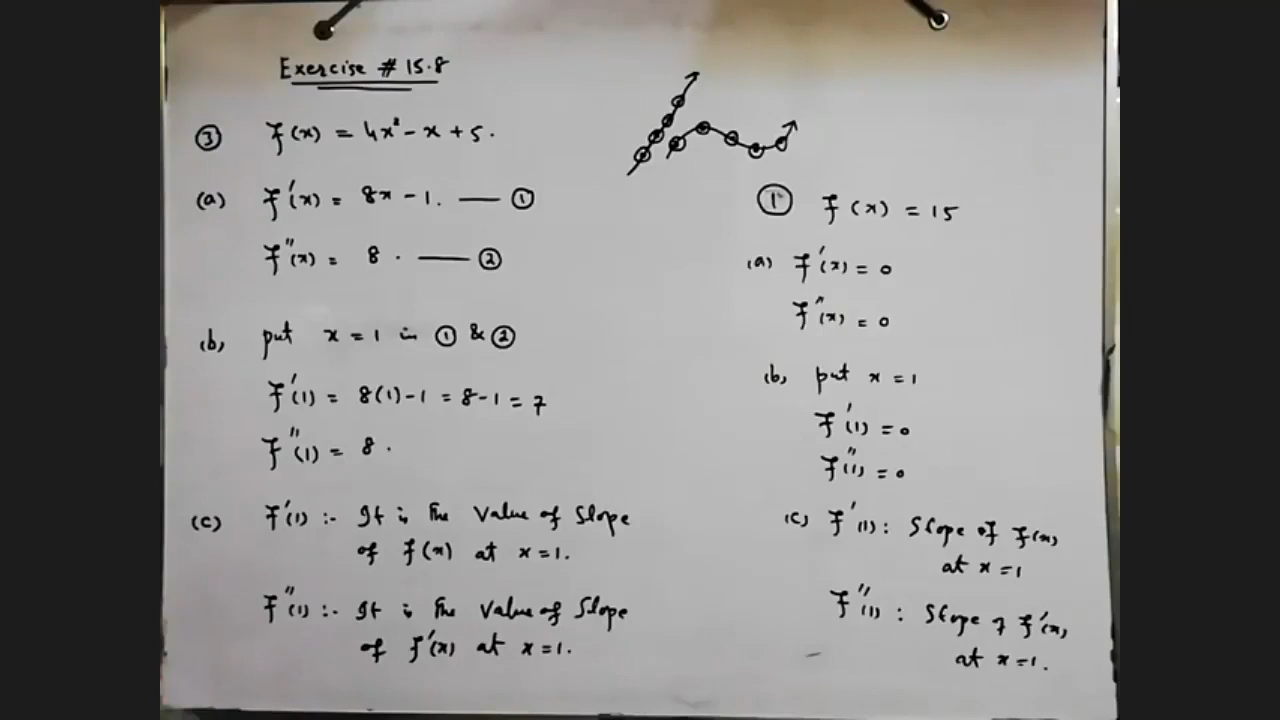 Exercise # 15.8
③ f(x) = 4x² - x + 5.
(a) f'(x) = 8x - 1. —— ①
f''(x) = 8 . —— ②
(b) put x = 1 in ① & ②
f'(1) = 8(1) - 1 = 8 - 1 = 7
f''(1) = 8 .
(c) f'(1) :- It is the value of Slope
of f(x) at x = 1.
f''(1) :- It is the value of Slope
of f'(x) at x = 1.
① f(x) = 15
(a) f'(x) = 0
f''(x) = 0
(b) put x = 1
f'(1) = 0
f''(1) = 0
(c) f'(1) : Slope of f(x)
at x = 1
f''(1) : Slope of f'(x)
at x = 1.